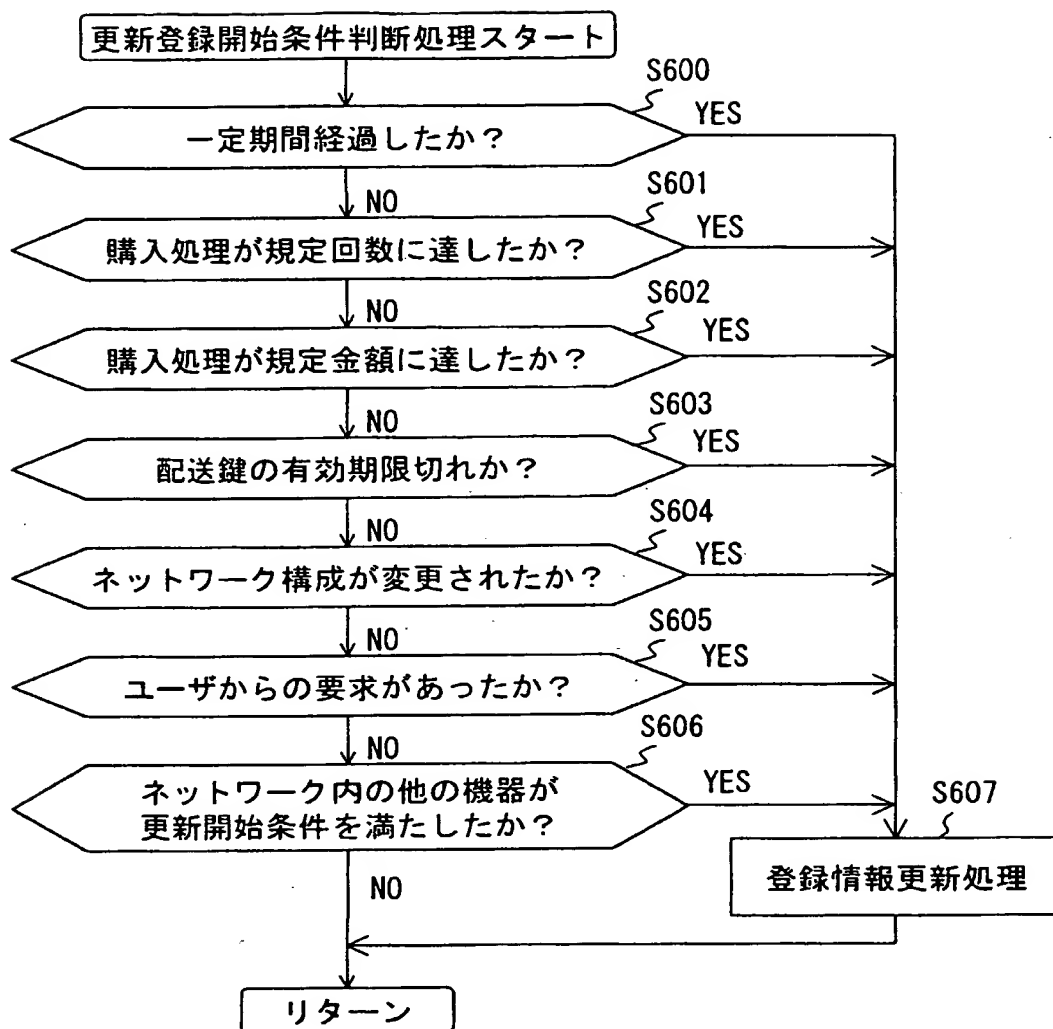 更新登録開始条件判断処理スタート
S600
一定期間経過したか？
YES
NO
S601
購入処理が規定回数に達したか？
YES
NO
S602
購入処理が規定金額に達したか？
YES
NO
S603
配送鍵の有効期限切れか？
YES
NO
S604
ネットワーク構成が変更されたか？
YES
NO
S605
ユーザからの要求があったか？
YES
NO
S606
ネットワーク内の他の機器が
更新開始条件を満たしたか？
YES
NO
S607
登録情報更新処理
リターン